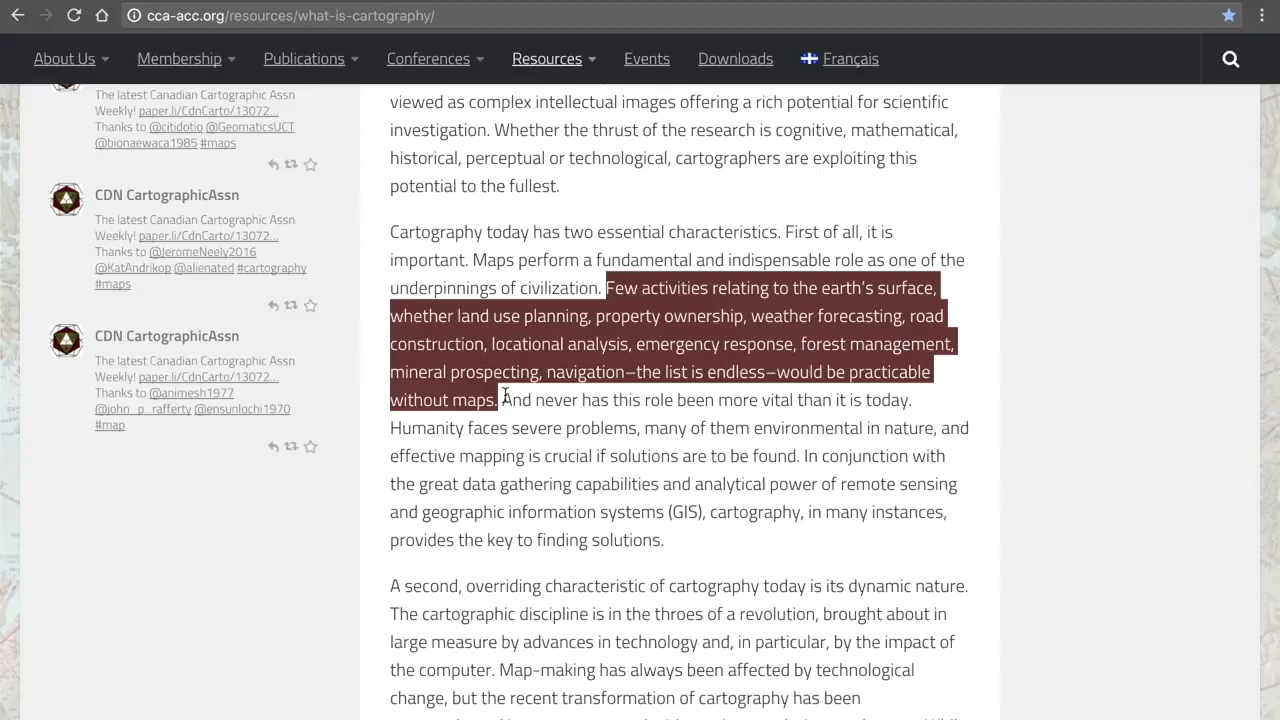 cca-acc.org/resources/what-is-cartography/
About Us
Membership
Publications
Conferences
Resources
Events
Downloads
Français
The latest Canadian Cartographic Assn
Weekly! paper.li/CdnCarto/13072…
Thanks to @citidotio @GeomaticsUCT
@bionaewaca1985 #maps
CDN CartographicAssn
The latest Canadian Cartographic Assn
Weekly! paper.li/CdnCarto/13072…
Thanks to @JeromeNeely2016
@KatAndrikop @alienated #cartography
#maps
CDN CartographicAssn
The latest Canadian Cartographic Assn
Weekly! paper.li/CdnCarto/13072…
Thanks to @animesh1977
@john_p_rafferty @ensunlochi1970
#map
viewed as complex intellectual images offering a rich potential for scientific
investigation. Whether the thrust of the research is cognitive, mathematical,
historical, perceptual or technological, cartographers are exploiting this
potential to the fullest.
Cartography today has two essential characteristics. First of all, it is
important. Maps perform a fundamental and indispensable role as one of the
underpinnings of civilization. Few activities relating to the earth's surface,
whether land use planning, property ownership, weather forecasting, road
construction, locational analysis, emergency response, forest management,
mineral prospecting, navigation–the list is endless–would be practicable
without maps. And never has this role been more vital than it is today.
Humanity faces severe problems, many of them environmental in nature, and
effective mapping is crucial if solutions are to be found. In conjunction with
the great data gathering capabilities and analytical power of remote sensing
and geographic information systems (GIS), cartography, in many instances,
provides the key to finding solutions.
A second, overriding characteristic of cartography today is its dynamic nature.
The cartographic discipline is in the throes of a revolution, brought about in
large measure by advances in technology and, in particular, by the impact of
the computer. Map-making has always been affected by technological
change, but the recent transformation of cartography has been